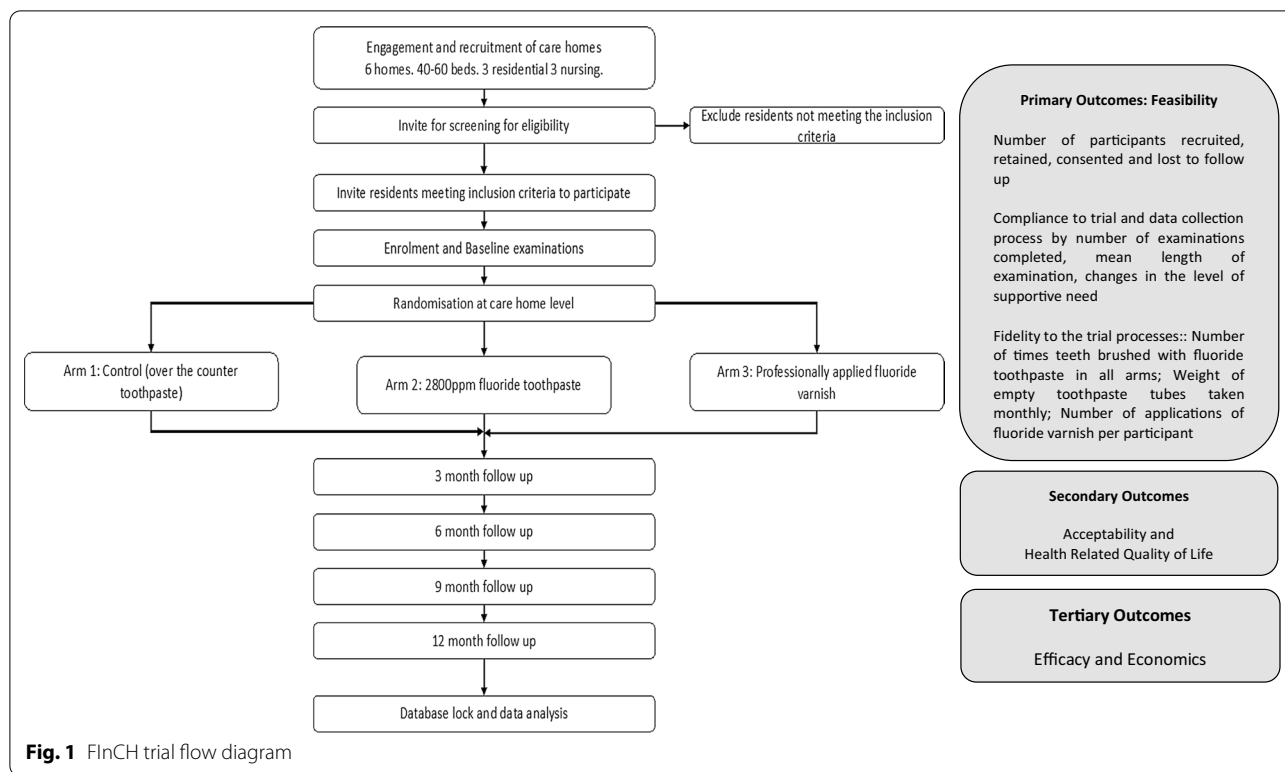 Engagement and recruitment of care homes
6 homes. 40-60 beds. 3 residential 3 nursing.
Invite for screening for eligibility
Exclude residents not meeting the inclusion
criteria
Invite residents meeting inclusion criteria to participate
Enrolment and Baseline examinations
Randomisation at care home level
Arm 1: Control (over the counter
toothpaste)
Arm 2: 2800ppm fluoride toothpaste
Arm 3: Professionally applied fluoride
varnish
3 month follow up
6 month follow up
9 month follow up
12 month follow up
Database lock and data analysis
Primary Outcomes: Feasibility
Number of participants recruited,
retained, consented and lost to follow
up
Compliance to trial and data collection
process by number of examinations
completed, mean length of
examination, changes in the level of
supportive need
Fidelity to the trial processes:: Number
of times teeth brushed with fluoride
toothpaste in all arms; Weight of
empty toothpaste tubes taken
monthly; Number of applications of
fluoride varnish per participant
Secondary Outcomes
Acceptability and
Health Related Quality of Life
Tertiary Outcomes
Efficacy and Economics
Fig. 1 FInCH trial flow diagram